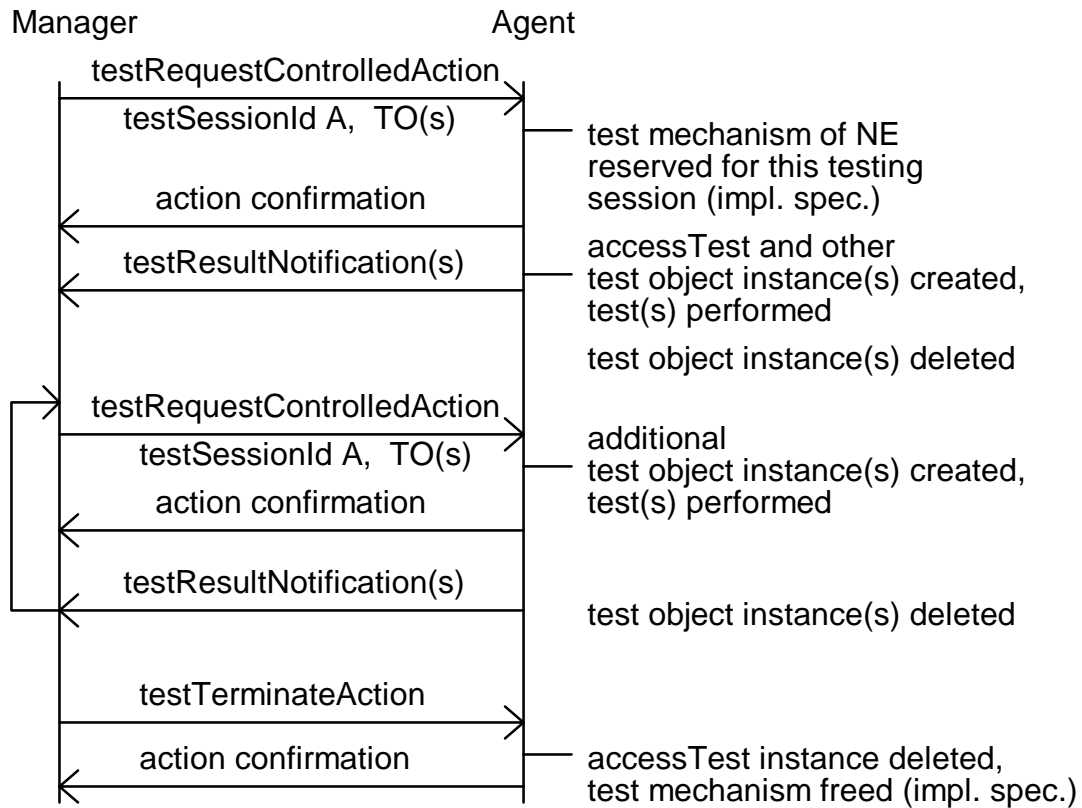 Manager
Agent
testRequestControlledAction
testSessionId A, TO(s)
test mechanism of NE
reserved for this testing
session (impl. spec.)
action confirmation
testResultNotification(s)
accessTest and other
test object instance(s) created,
test(s) performed
test object instance(s) deleted
testRequestControlledAction
testSessionId A, TO(s)
additional
test object instance(s) created,
test(s) performed
action confirmation
testResultNotification(s)
test object instance(s) deleted
testTerminateAction
action confirmation
accessTest instance deleted,
test mechanism freed (impl. spec.)